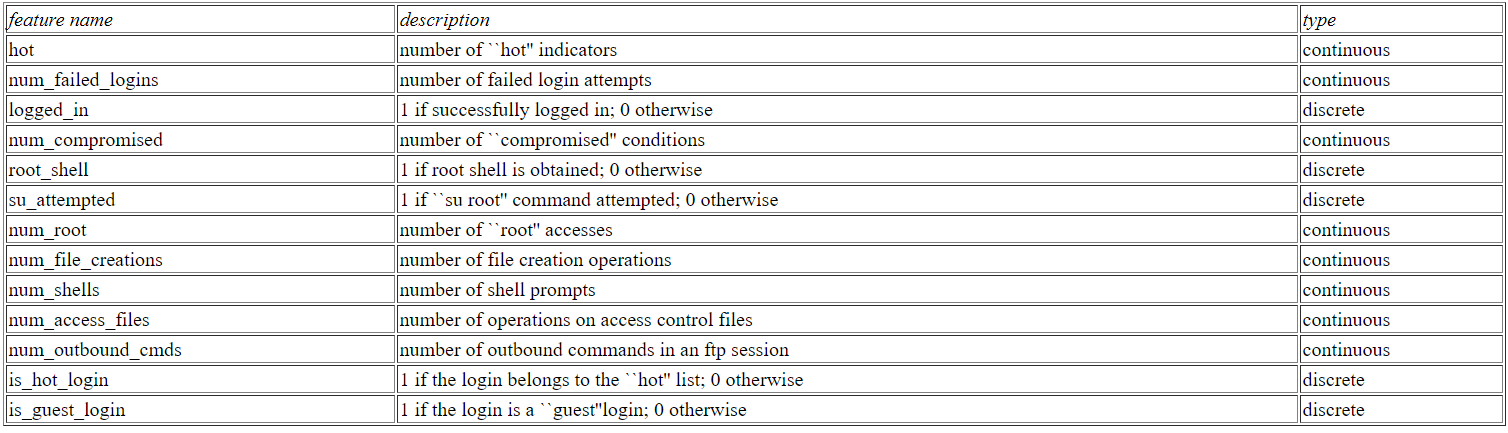 feature name description type
hot number of ``hot'' indicators continuous
num_failed_logins number of failed login attempts continuous
logged_in 1 if successfully logged in; 0 otherwise discrete
num_compromised number of ``compromised'' conditions continuous
root_shell 1 if root shell is obtained; 0 otherwise discrete
su_attempted 1 if ``su root'' command attempted; 0 otherwise discrete
num_root number of ``root'' accesses continuous
num_file_creations number of file creation operations continuous
num_shells number of shell prompts continuous
num_access_files number of operations on access control files continuous
num_outbound_cmds number of outbound commands in an ftp session continuous
is_hot_login 1 if the login belongs to the ``hot'' list; 0 otherwise discrete
is_guest_login 1 if the login is a ``guest''login; 0 otherwise discrete